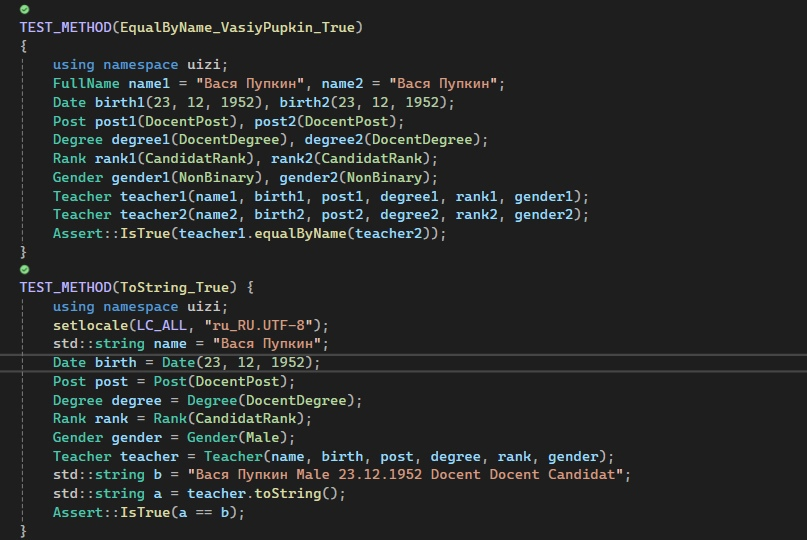 TEST_METHOD(EqualByName_VasiyPupkin_True)
{
using namespace uizi;
FullName name1 = "Вася Пупкин", name2 = "Вася Пупкин";
Date birth1(23, 12, 1952), birth2(23, 12, 1952);
Post post1(DocentPost), post2(DocentPost);
Degree degree1(DocentDegree), degree2(DocentDegree);
Rank rank1(CandidatRank), rank2(CandidatRank);
Gender gender1(NonBinary), gender2(NonBinary);
Teacher teacher1(name1, birth1, post1, degree1, rank1, gender1);
Teacher teacher2(name2, birth2, post2, degree2, rank2, gender2);
Assert::IsTrue(teacher1.equalByName(teacher2));
}
TEST_METHOD(ToString_True) {
using namespace uizi;
setlocale(LC_ALL, "ru_RU.UTF-8");
std::string name = "Вася Пупкин";
Date birth = Date(23, 12, 1952);
Post post = Post(DocentPost);
Degree degree = Degree(DocentDegree);
Rank rank = Rank(CandidatRank);
Gender gender = Gender(Male);
Teacher teacher = Teacher(name, birth, post, degree, rank, gender);
std::string b = "Вася Пупкин Male 23.12.1952 Docent Docent Candidat";
std::string a = teacher.toString();
Assert::IsTrue(a == b);
}